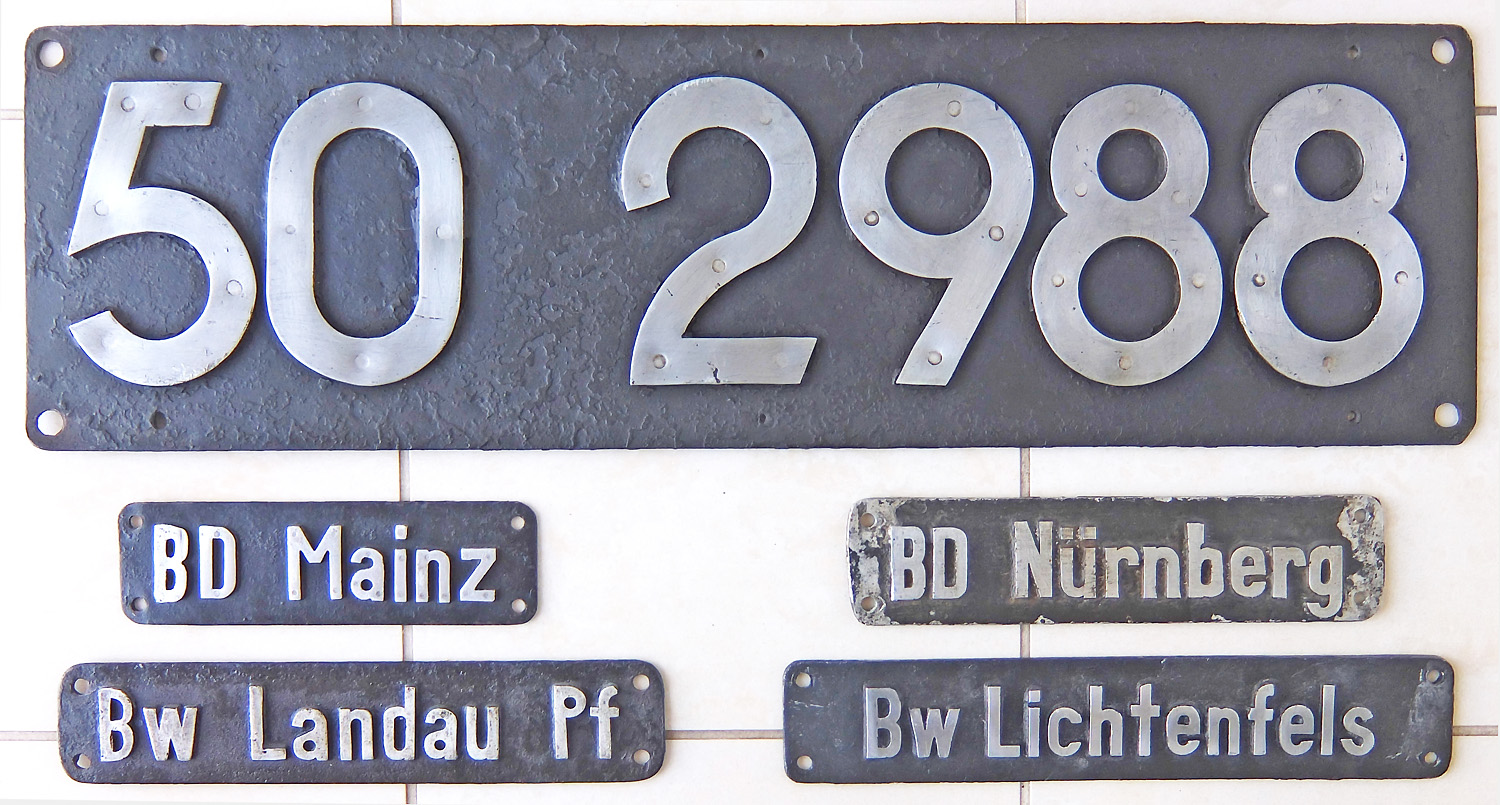 50 2988
BD Mainz
BD Nürnberg
Bw Landau Pf
Bw Lichtenfels